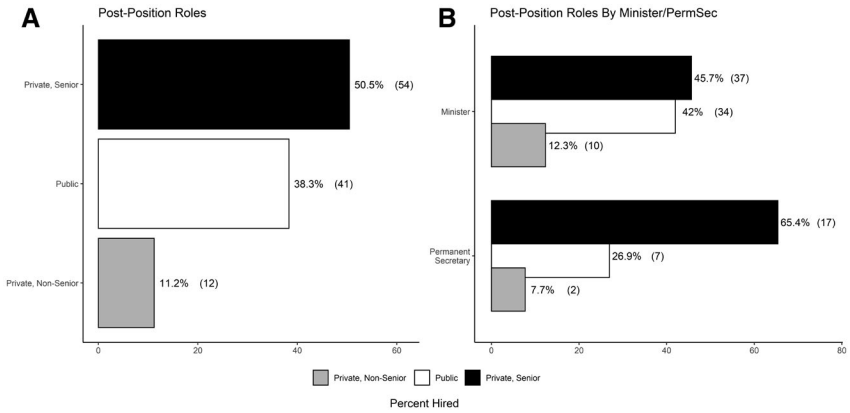 A
Post-Position Roles
Private, Senior
50.5% (54)
Public
38.3% (41)
Private, Non-Senior
11.2% (12)
0 20 40 60
B
Post-Position Roles By Minister/PermSec
45.7% (37)
Minister
42% (34)
12.3% (10)
65.4% (17)
Permanent
Secretary
26.9% (7)
7.7% (2)
0 20 40 60 80
Private, Non-Senior Public Private, Senior
Percent Hired